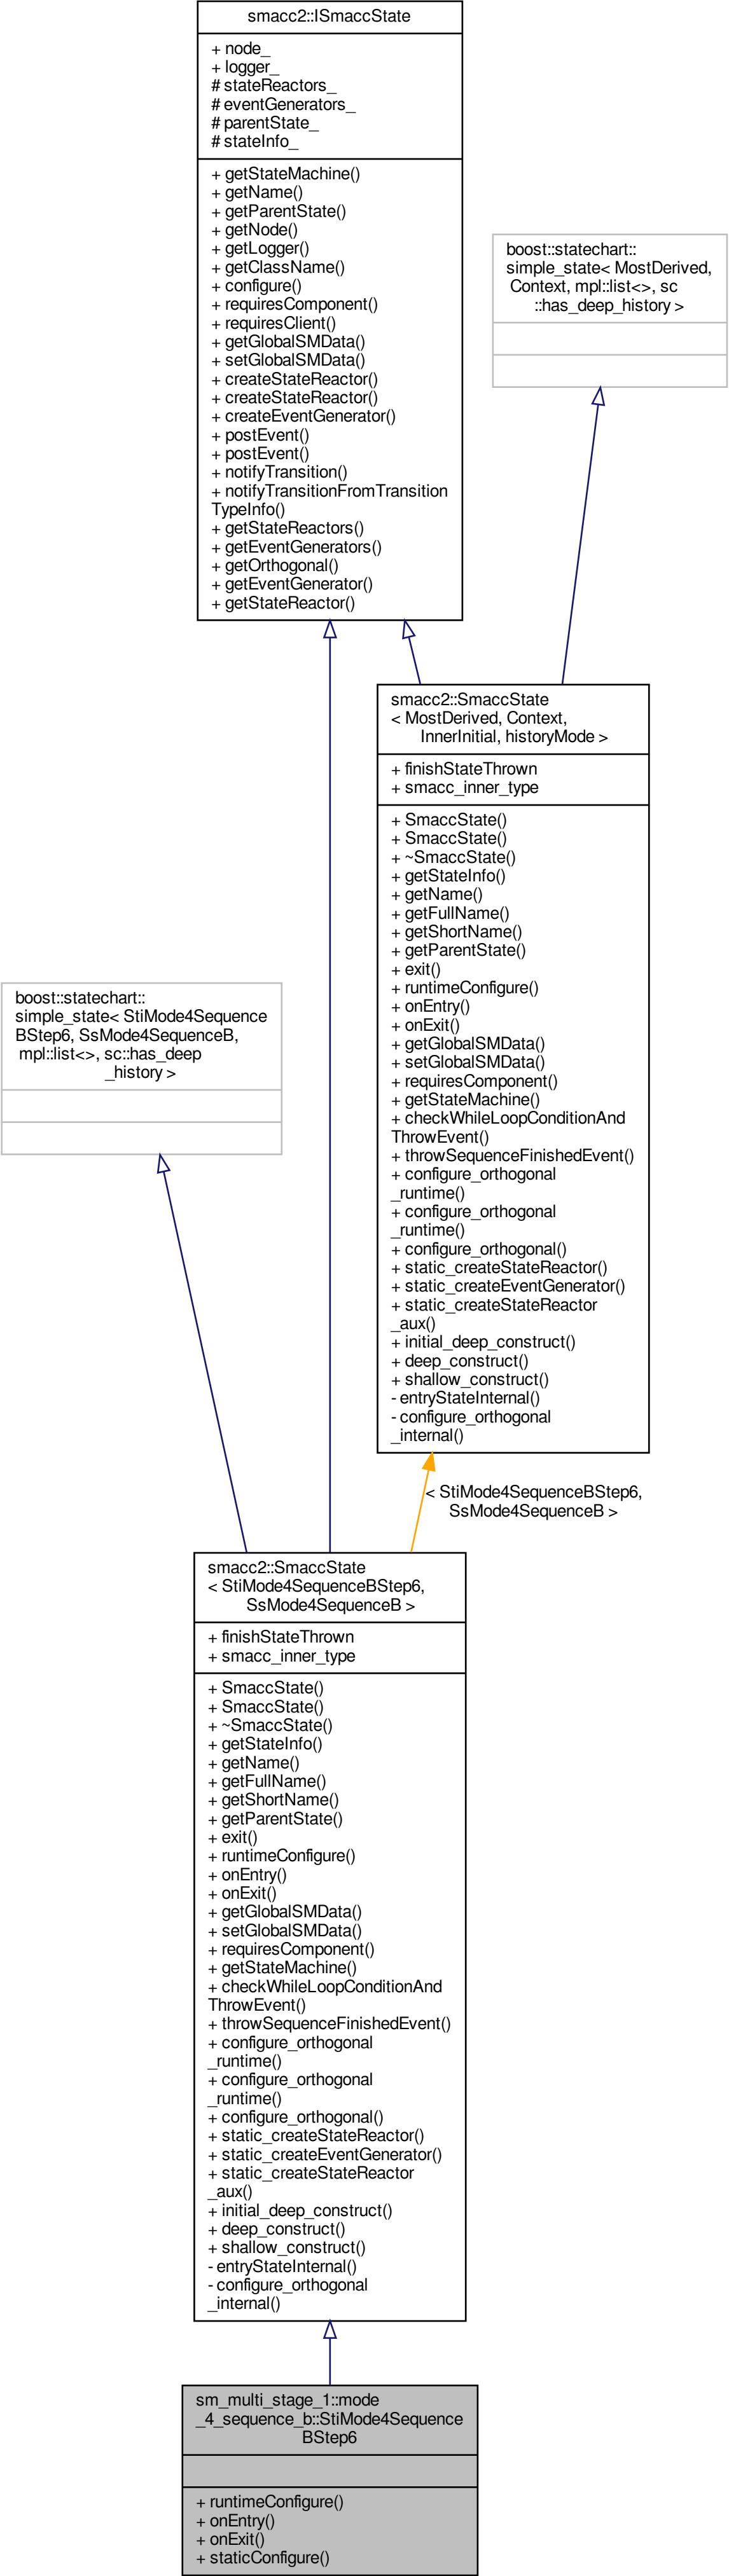 smacc2::ISmaccState
+ node_
+ logger_
# stateReactors_
# eventGenerators_
# parentState_
# stateInfo_
+ getStateMachine()
+ getName()
+ getParentState()
+ getNode()
+ getLogger()
+ getClassName()
+ configure()
+ requiresComponent()
+ requiresClient()
+ getGlobalSMData()
+ setGlobalSMData()
+ createStateReactor()
+ createStateReactor()
+ createEventGenerator()
+ postEvent()
+ postEvent()
+ notifyTransition()
+ notifyTransitionFromTransition
TypeInfo()
+ getStateReactors()
+ getEventGenerators()
+ getOrthogonal()
+ getEventGenerator()
+ getStateReactor()
boost::statechart::
simple_state< MostDerived,
Context, mpl::list<>, sc
::has_deep_history >
smacc2::SmaccState
< MostDerived, Context,
InnerInitial, historyMode >
+ finishStateThrown
+ smacc_inner_type
+ SmaccState()
+ SmaccState()
+ ~SmaccState()
+ getStateInfo()
+ getName()
+ getFullName()
+ getShortName()
+ getParentState()
+ exit()
+ runtimeConfigure()
+ onEntry()
+ onExit()
+ getGlobalSMData()
+ setGlobalSMData()
+ requiresComponent()
+ getStateMachine()
+ checkWhileLoopConditionAnd
ThrowEvent()
+ throwSequenceFinishedEvent()
+ configure_orthogonal
_runtime()
+ configure_orthogonal
_runtime()
+ configure_orthogonal()
+ static_createStateReactor()
+ static_createEventGenerator()
+ static_createStateReactor
_aux()
+ initial_deep_construct()
+ deep_construct()
+ shallow_construct()
- entryStateInternal()
- configure_orthogonal
_internal()
boost::statechart::
simple_state< StiMode4Sequence
BStep6, SsMode4SequenceB,
mpl::list<>, sc::has_deep
_history >
< StiMode4SequenceBStep6,
SsMode4SequenceB >
smacc2::SmaccState
< StiMode4SequenceBStep6,
SsMode4SequenceB >
+ finishStateThrown
+ smacc_inner_type
+ SmaccState()
+ SmaccState()
+ ~SmaccState()
+ getStateInfo()
+ getName()
+ getFullName()
+ getShortName()
+ getParentState()
+ exit()
+ runtimeConfigure()
+ onEntry()
+ onExit()
+ getGlobalSMData()
+ setGlobalSMData()
+ requiresComponent()
+ getStateMachine()
+ checkWhileLoopConditionAnd
ThrowEvent()
+ throwSequenceFinishedEvent()
+ configure_orthogonal
_runtime()
+ configure_orthogonal
_runtime()
+ configure_orthogonal()
+ static_createStateReactor()
+ static_createEventGenerator()
+ static_createStateReactor
_aux()
+ initial_deep_construct()
+ deep_construct()
+ shallow_construct()
- entryStateInternal()
- configure_orthogonal
_internal()
sm_multi_stage_1::mode
_4_sequence_b::StiMode4Sequence
BStep6
+ runtimeConfigure()
+ onEntry()
+ onExit()
+ staticConfigure()